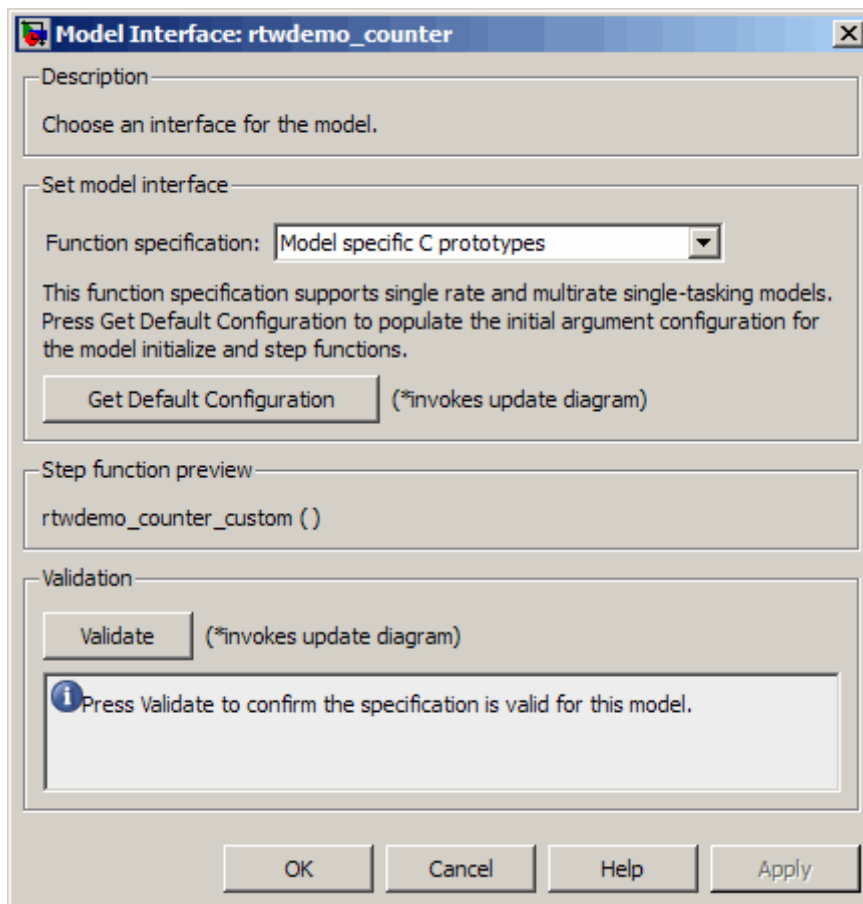 Model Interface: rtwdemo_counter
Description
Choose an interface for the model.
Set model interface
Function specification: Model specific C prototypes
This function specification supports single rate and multirate single-tasking models.
Press Get Default Configuration to populate the initial argument configuration for
the model initialize and step functions.
Get Default Configuration (*invokes update diagram)
Step function preview
rtwdemo_counter_custom ( )
Validation
Validate (*invokes update diagram)
Press Validate to confirm the specification is valid for this model.
OK Cancel Help Apply